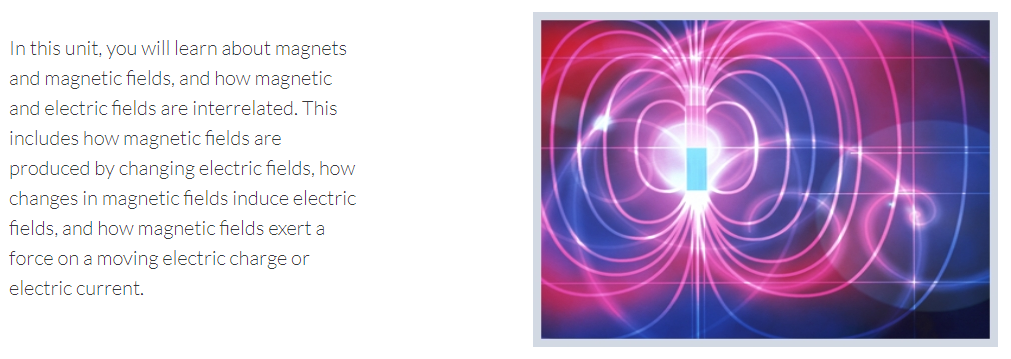 In this unit, you will learn about magnets
and magnetic fields, and how magnetic
and electric fields are interrelated. This
includes how magnetic fields are
produced by changing electric fields, how
changes in magnetic fields induce electric
fields, and how magnetic fields exert a
force on a moving electric charge or
electric current.